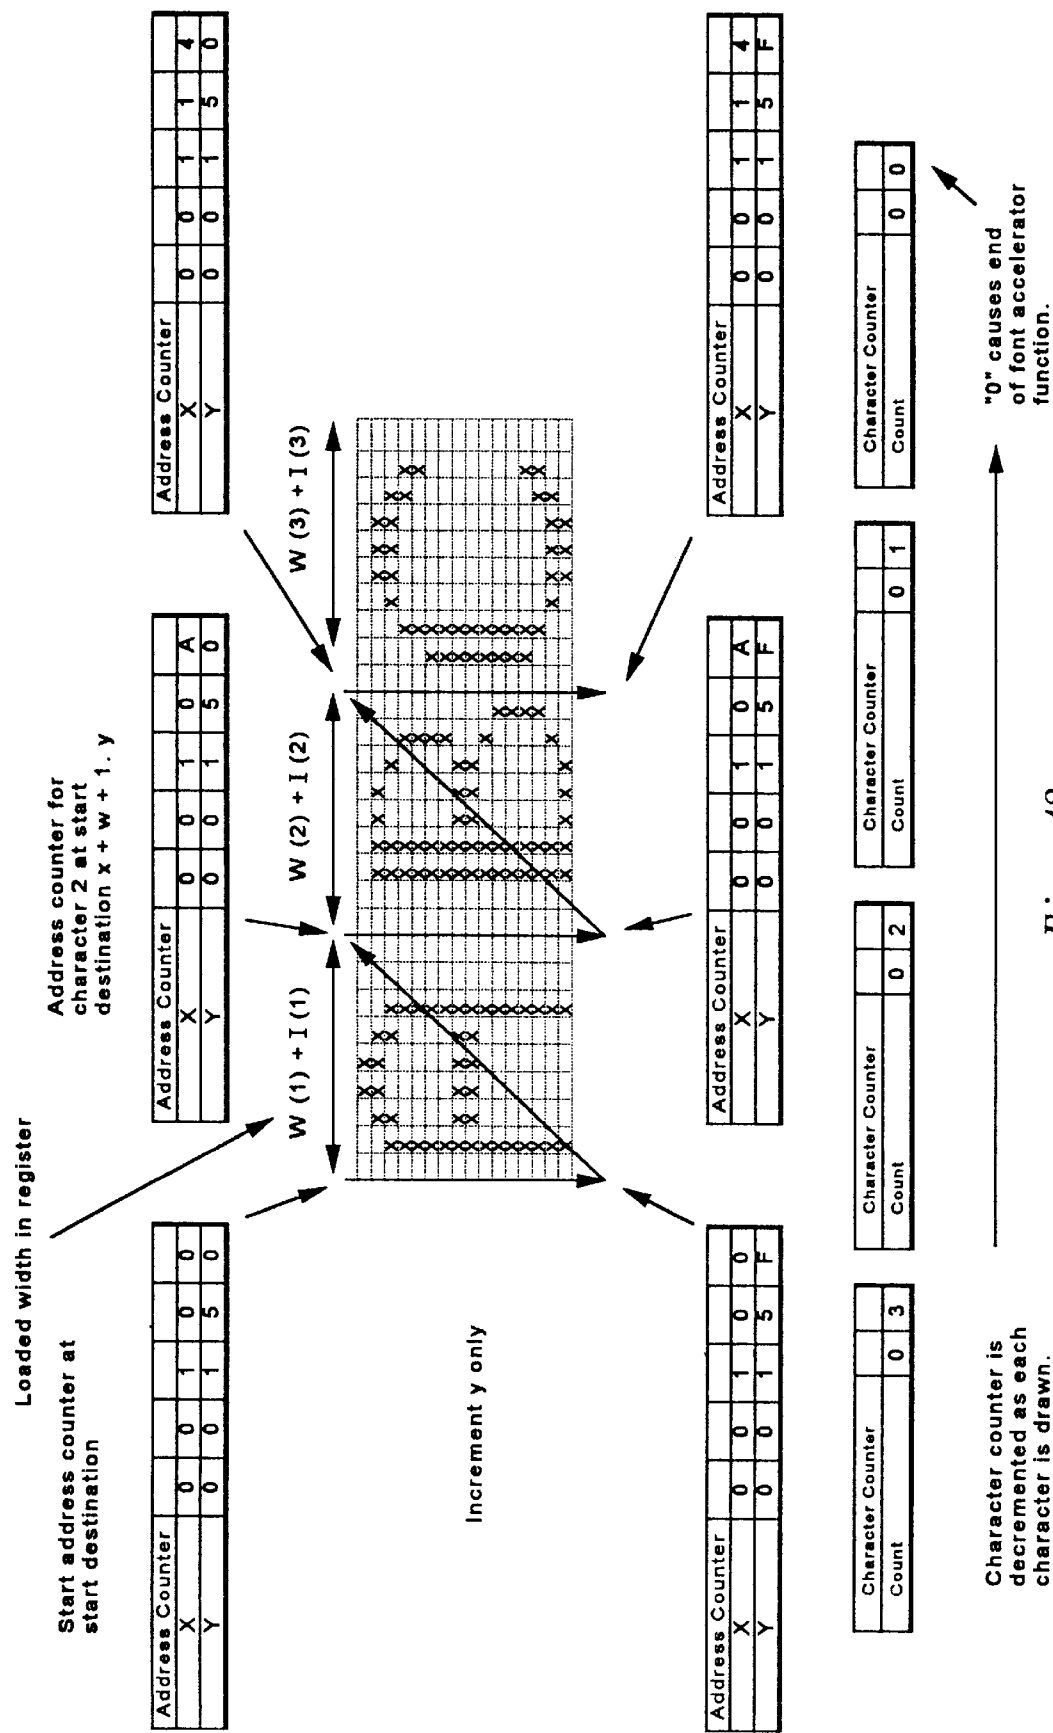 Loaded width in register
Start address counter at
start destination
Address counter for
character 2 at start
destination x + w + 1. y
Address Counter
X 0 0 1 0 0
Y 0 0 1 5 0
Address Counter
X 0 0 1 0 A
Y 0 0 1 5 0
Address Counter
X 0 0 1 1 4
Y 0 0 1 5 0
W (1) + I (1)
W (2) + I (2)
W (3) + I (3)
Increment y only
Address Counter
X 0 0 1 0 0
Y 0 0 1 5 F
Address Counter
X 0 0 1 0 A
Y 0 0 1 5 F
Address Counter
X 0 0 1 1 4
Y 0 0 1 5 F
Character Counter
Count 0 3
Character Counter
Count 0 2
Character Counter
Count 0 1
Character Counter
Count 0 0
Character counter is
decremented as each
character is drawn.
"0" causes end
of font accelerator
function.